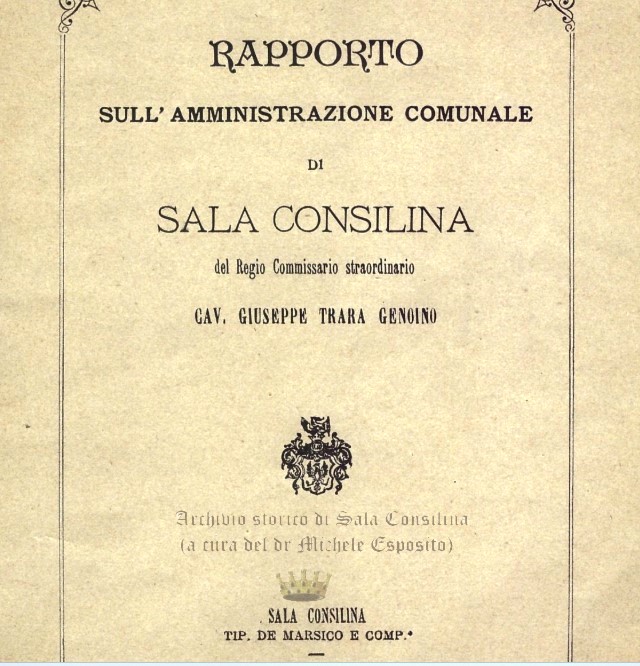 RAPPORTO
SULL' AMMINISTRAZIONE COMUNALE
DI
SALA CONSILINA
del Regio Commissario straordinario
CAV. GIUSEPPE TRARA GENOINO
Archivio storico di Sala Consilina
(a cura del dr Michele Esposito)
SALA CONSILINA
TIP. DE MARSICO E COMP.ª